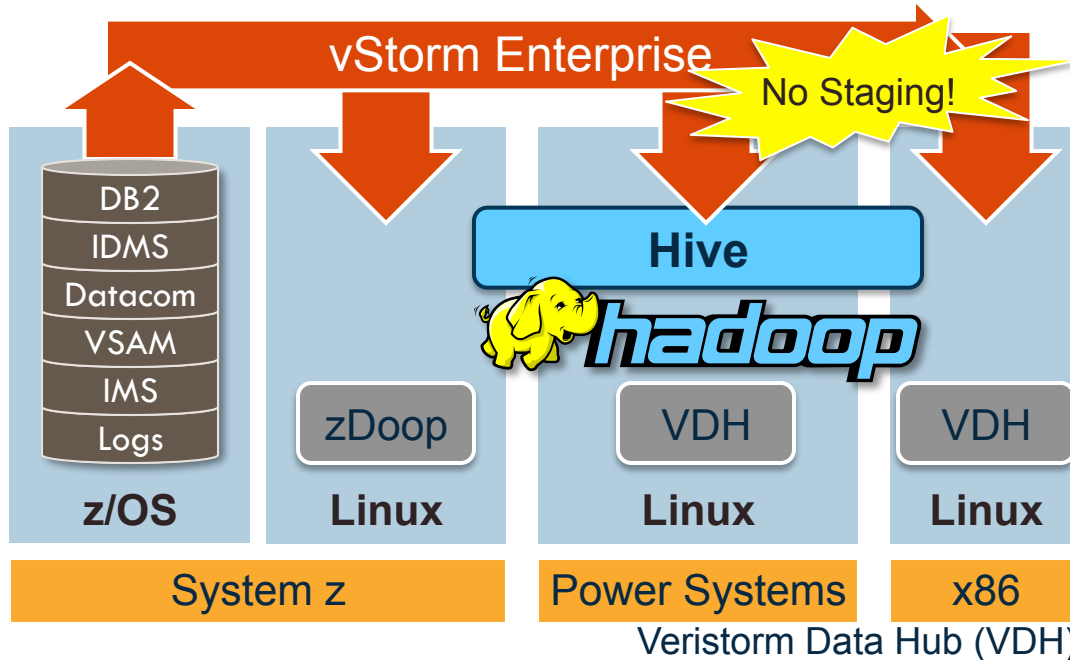 vStorm Enterprise
No Staging!
DB2
IDMS
Datacom
VSAM
IMS
Logs
Hive
hadoop
zDoop
VDH
VDH
z/OS
Linux
Linux
Linux
System z
Power Systems
x86
Veristorm Data Hub (VDH)